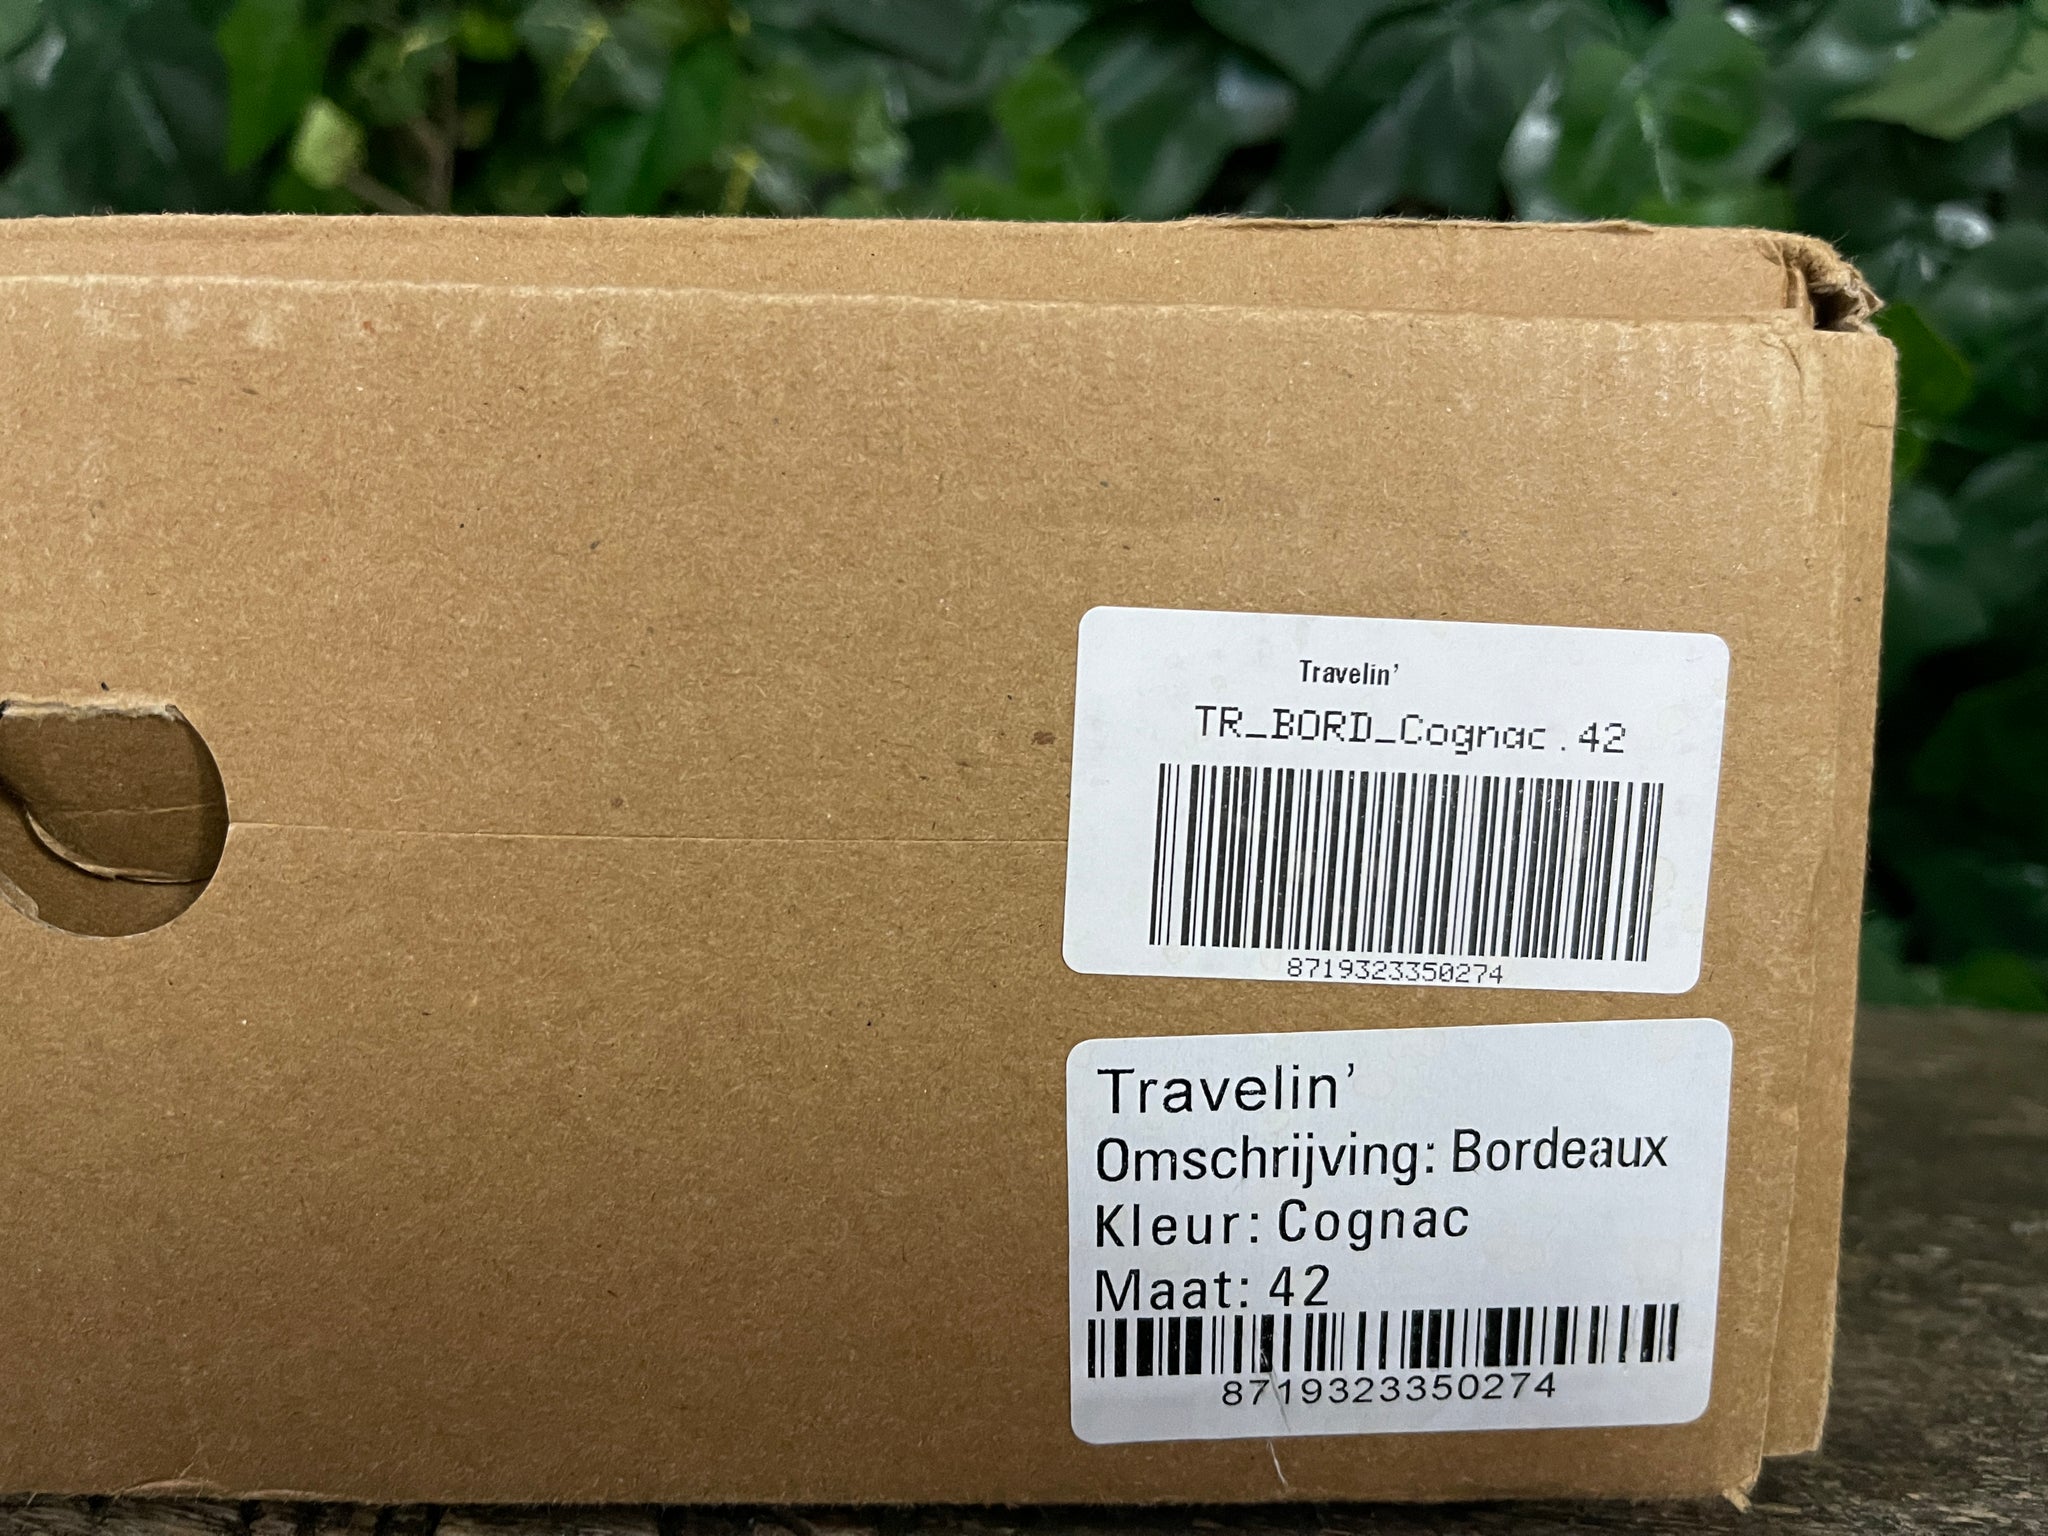 Travelin’
TR_BORD_Cognac.42
8719323350274
Travelin’
Omschrijving: Bordeaux
Kleur: Cognac
Maat: 42
8719323350274